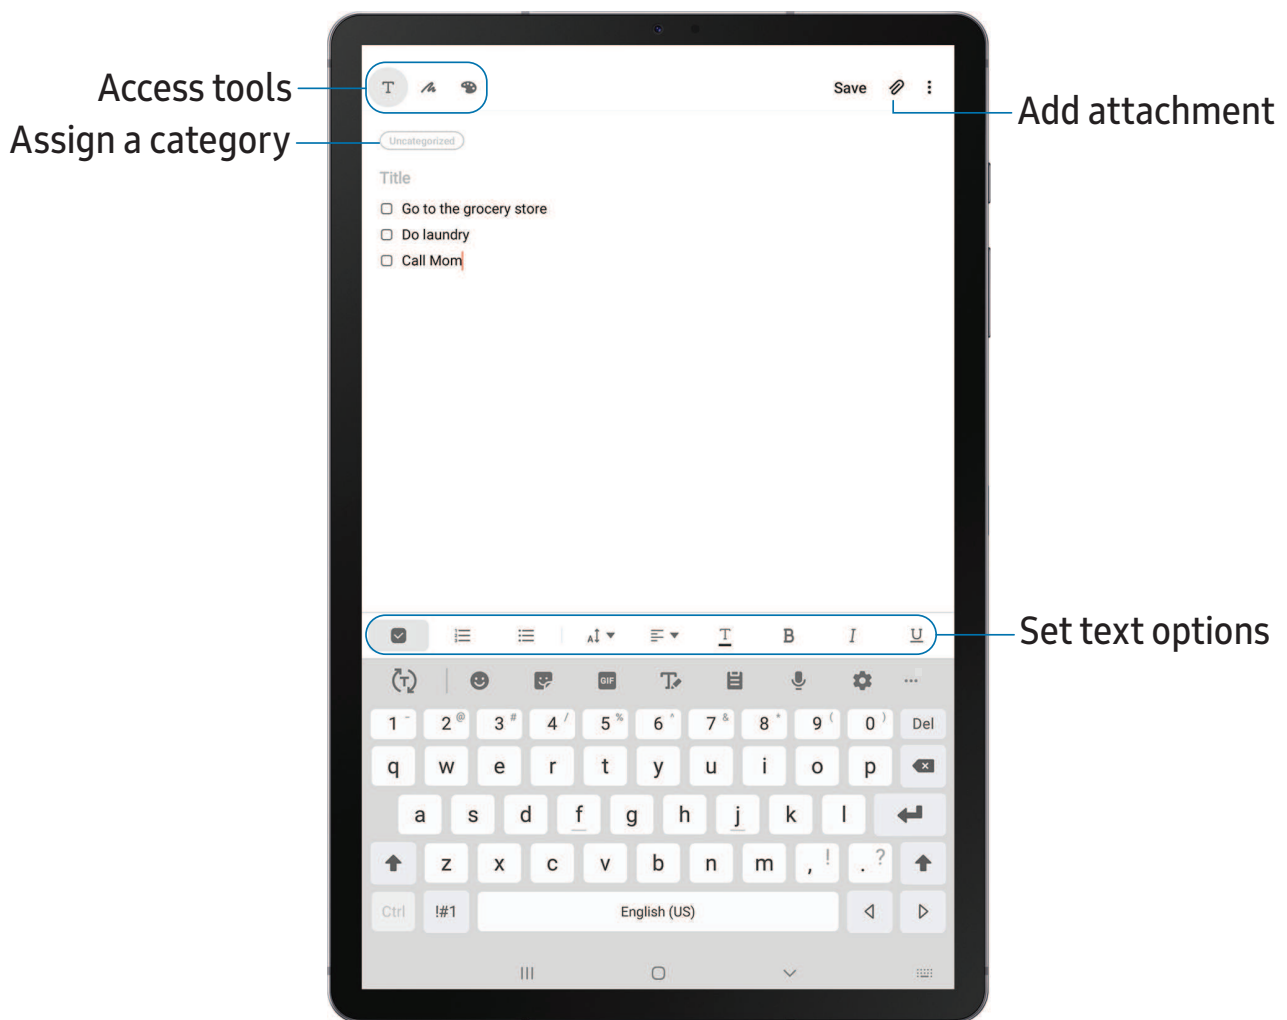 Access tools
Assign a category
T
Save
Add attachment
Uncategorized
Title
Go to the grocery store
Do laundry
Call Mom
A T B I U
Set text options
T GIF T
1 - 2 @ 3 # 4 / 5 % 6 ^ 7 & 8 * 9 ( 0 ) Del
q w e r t y u i o p
a s d f g h j k l
z x c v b n m , ! . ?
Ctrl !#1 English (US)